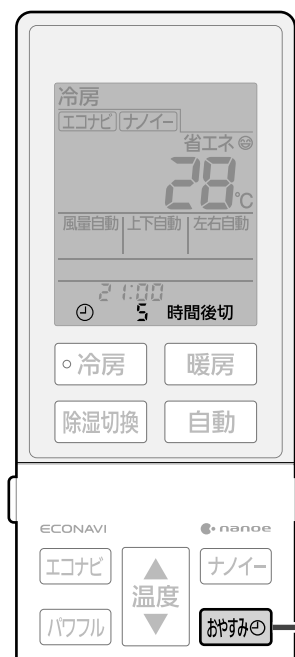 冷房
エコナビ ナノイー
省エネ
28℃
風量自動 上下自動 左右自動
21:00
5 時間後切
冷房 暖房
除湿切換 自動
ECONAVI nanoe
エコナビ ▲ ナノイー
温度
パワフル ▼ おやすみ